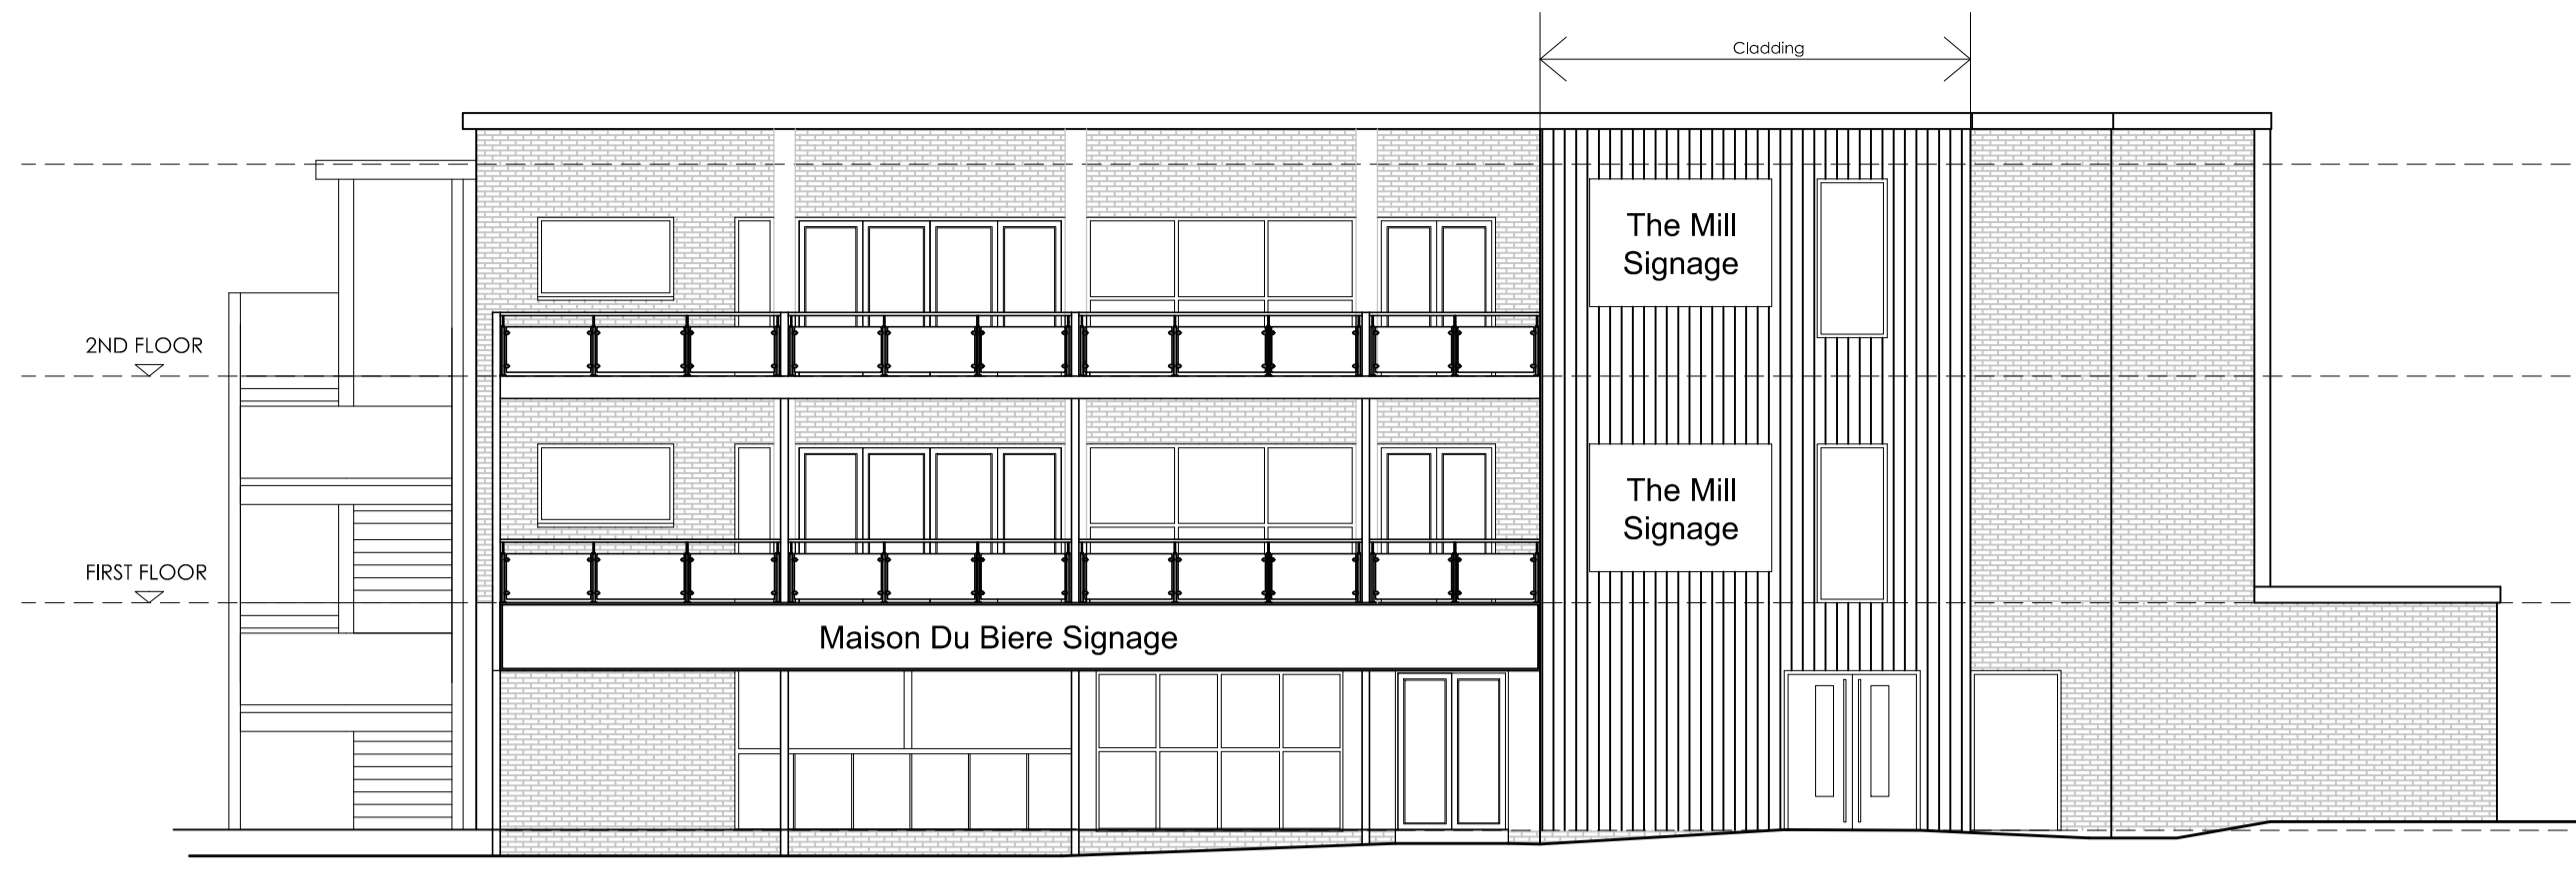 Cladding
The Mill
Signage
2ND FLOOR
The Mill
Signage
FIRST FLOOR
Maison Du Biere Signage